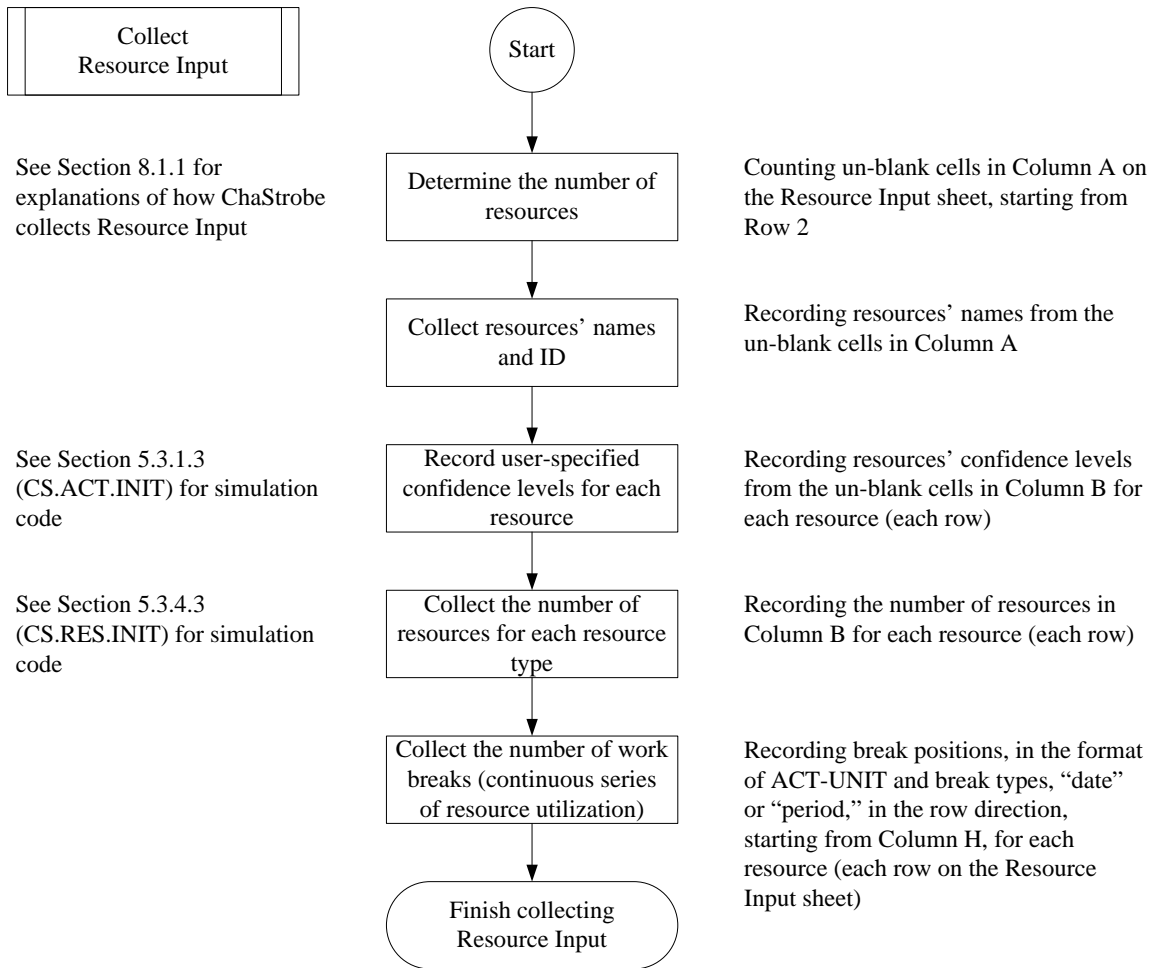 Collect
Resource Input
Start
See Section 8.1.1 for
explanations of how ChaStrobe
collects Resource Input
Determine the number of
resources
Counting un-blank cells in Column A on
the Resource Input sheet, starting from
Row 2
Collect resources’ names
and ID
Recording resources’ names from the
un-blank cells in Column A
See Section 5.3.1.3
(CS.ACT.INIT) for simulation
code
Record user-specified
confidence levels for each
resource
Recording resources’ confidence levels
from the un-blank cells in Column B for
each resource (each row)
See Section 5.3.4.3
(CS.RES.INIT) for simulation
code
Collect the number of
resources for each resource
type
Recording the number of resources in
Column B for each resource (each row)
Collect the number of work
breaks (continuous series
of resource utilization)
Recording break positions, in the format
of ACT-UNIT and break types, “date”
or “period,” in the row direction,
starting from Column H, for each
resource (each row on the Resource
Input sheet)
Finish collecting
Resource Input